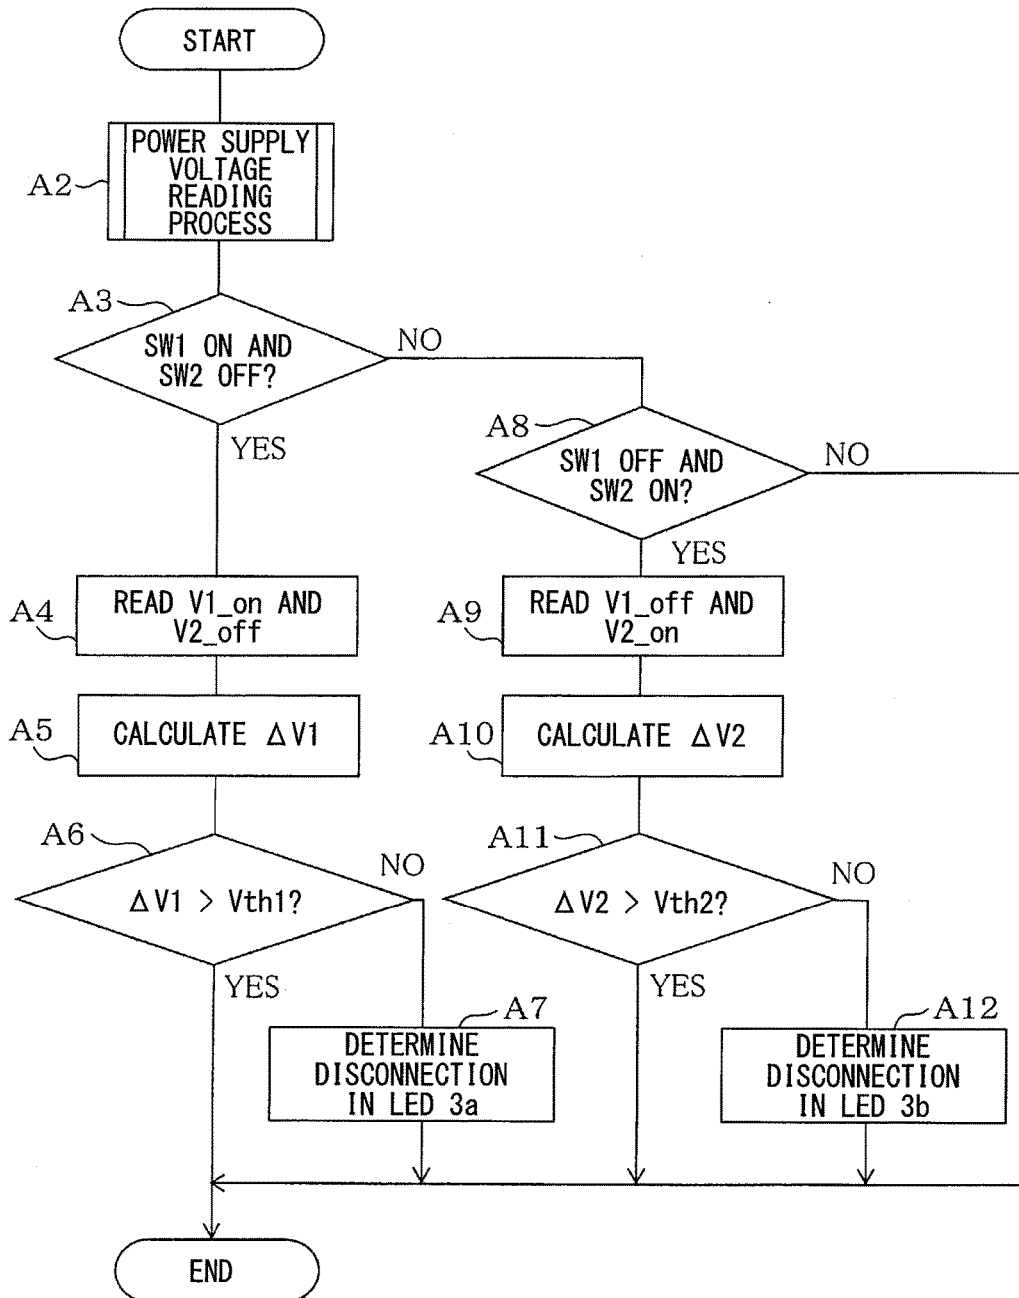 START
A2
POWER SUPPLY
VOLTAGE
READING
PROCESS
A3
SW1 ON AND
SW2 OFF?
NO
YES
A8
SW1 OFF AND
SW2 ON?
NO
YES
A4
READ V1_on AND
V2_off
A9
READ V1_off AND
V2_on
A5
CALCULATE ΔV1
A10
CALCULATE ΔV2
A6
ΔV1 > Vth1?
NO
YES
A11
ΔV2 > Vth2?
NO
YES
A7
DETERMINE
DISCONNECTION
IN LED 3a
A12
DETERMINE
DISCONNECTION
IN LED 3b
END